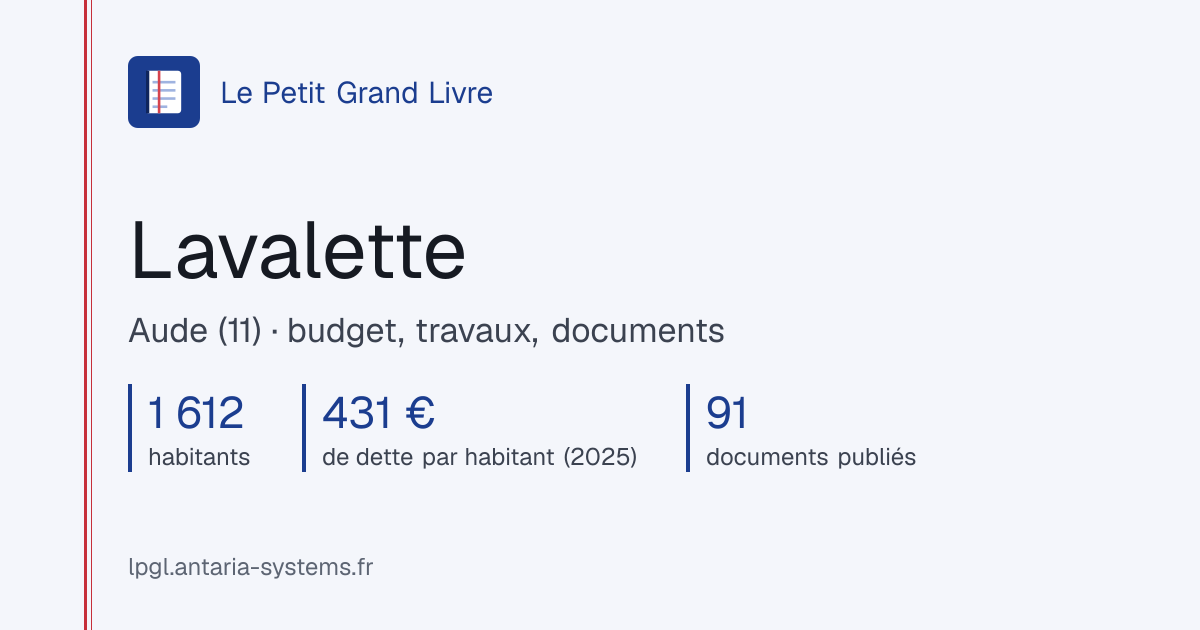 Le Petit Grand Livre
Lavalette
Aude (11) · budget, travaux, documents
1 612
habitants
431 €
de dette par habitant (2025)
91
documents publiés
lpgl.antaria-systems.fr